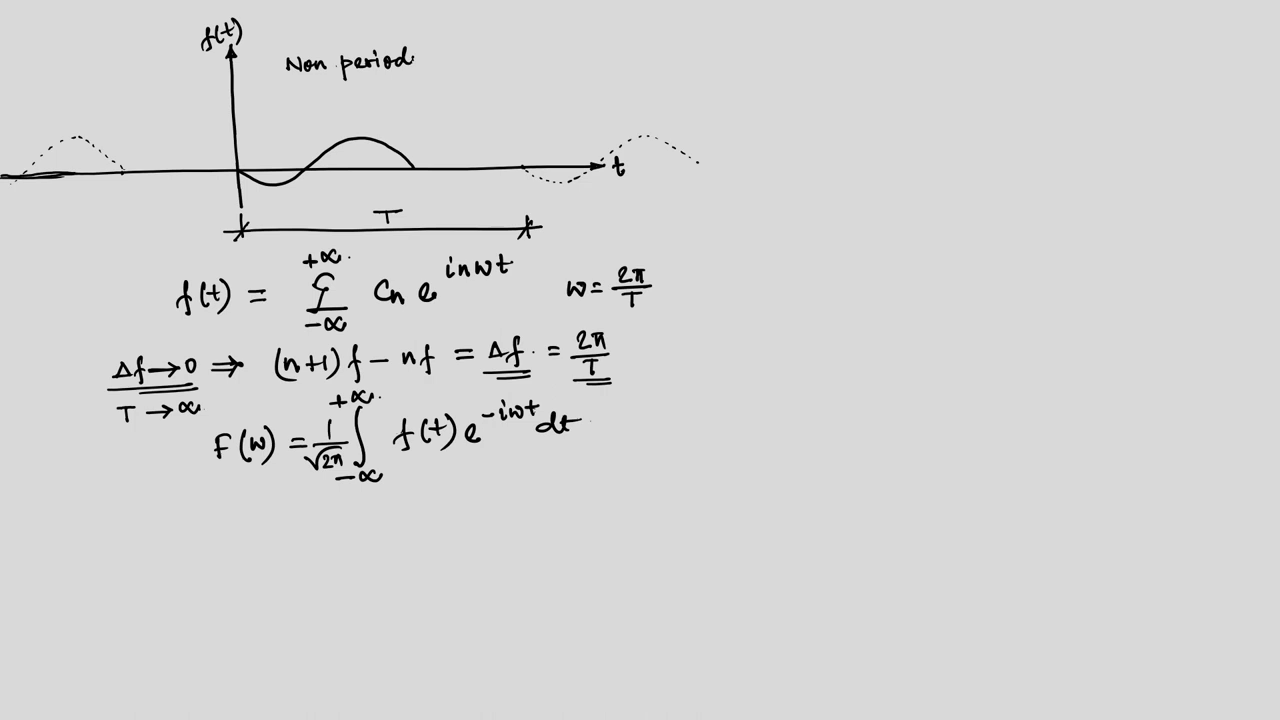 f(t)
Non period
t
T
f(t) = Σ_{-∞}^{+∞} Cn e^{inωt} ω = 2π/T
Δf→0 ⇒ (n+1)f - nf = Δf = 2π/T
T→∞
F(ω) = 1/√2π ∫_{-∞}^{+∞} f(t) e^{-iωt} dt